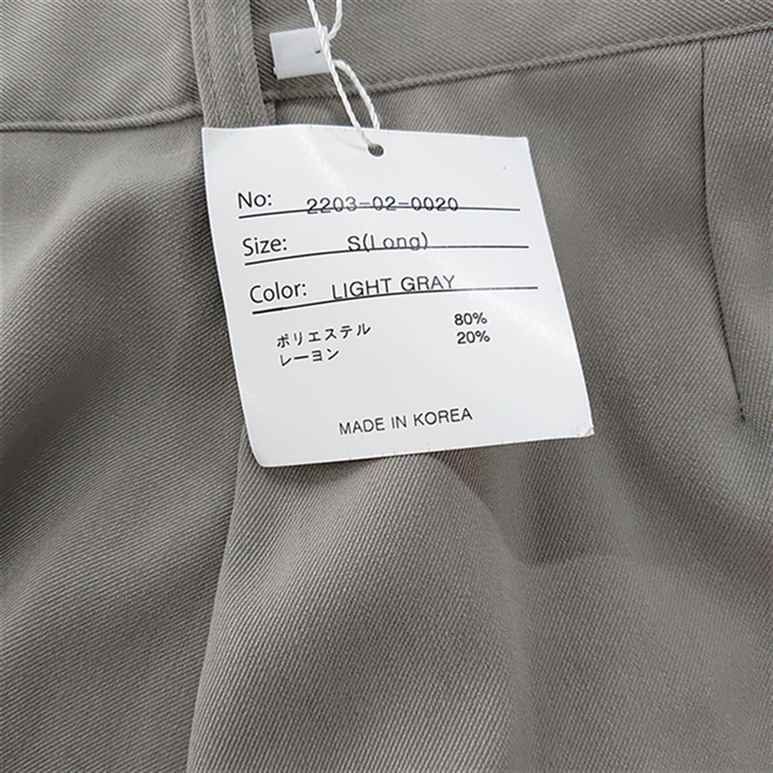 No: 2203-02-0020
Size: S(Long)
Color: LIGHT GRAY
ポリエステル 80%
レーヨン 20%
MADE IN KOREA